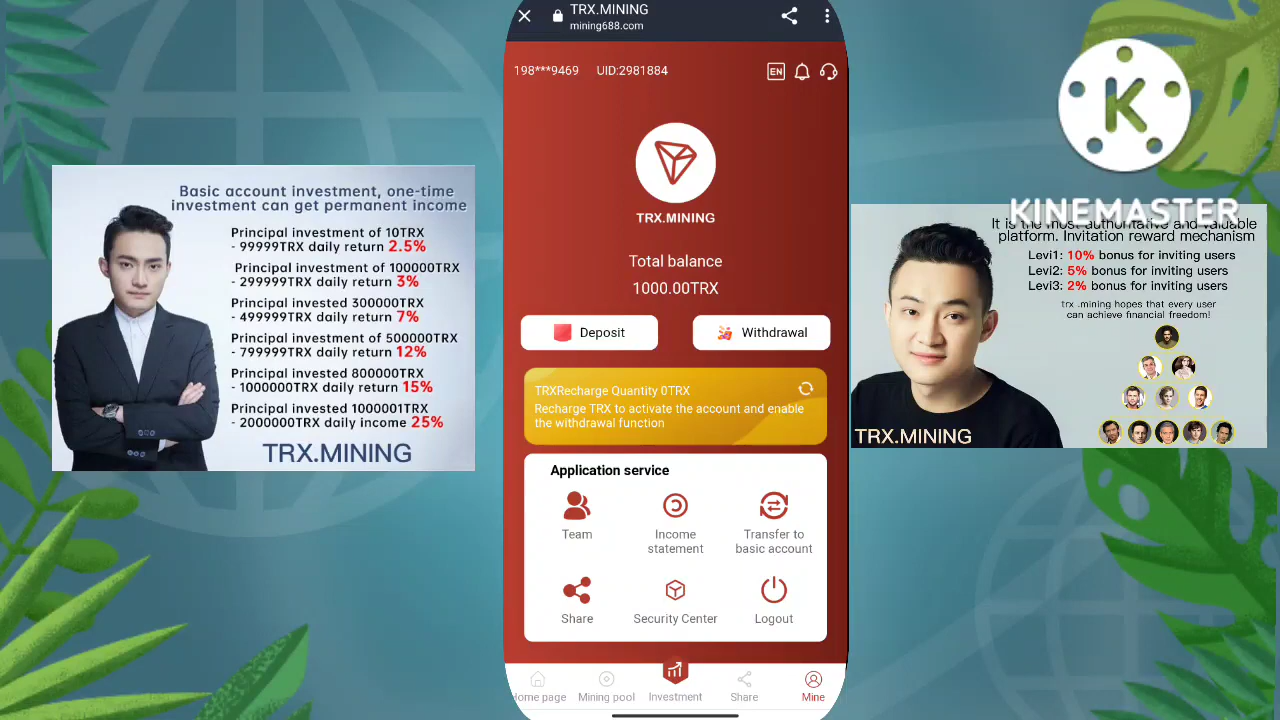 Basic account investment, one-time
investment can get permanent income
Principal investment of 10TRX
- 99999TRX daily return 2.5%
Principal investment of 100000TRX
- 299999TRX daily return 3%
Principal invested 300000TRX
- 499999TRX daily return 7%
Principal investment of 500000TRX
- 799999TRX daily return 12%
Principal invested 800000TRX
- 1000000TRX daily return 15%
Principal invested 1000001TRX
- 2000000TRX daily income 25%
TRX.MINING
TRX.MINING
mining688.com
198***9469 UID:2981884
EN
TRX.MINING
Total balance
1000.00TRX
Deposit
Withdrawal
TRXRecharge Quantity 0TRX
Recharge TRX to activate the account and enable
the withdrawal function
Application service
Team
Income
statement
Transfer to
basic account
Share
Security Center
Logout
Home page
Mining pool
Investment
Share
Mine
K
KINEMASTER
It is the most authoritative and valuable
platform. Invitation reward mechanism
Levi1: 10% bonus for inviting users
Levi2: 5% bonus for inviting users
Levi3: 2% bonus for inviting users
trx .mining hopes that every user
can achieve financial freedom!
TRX.MINING